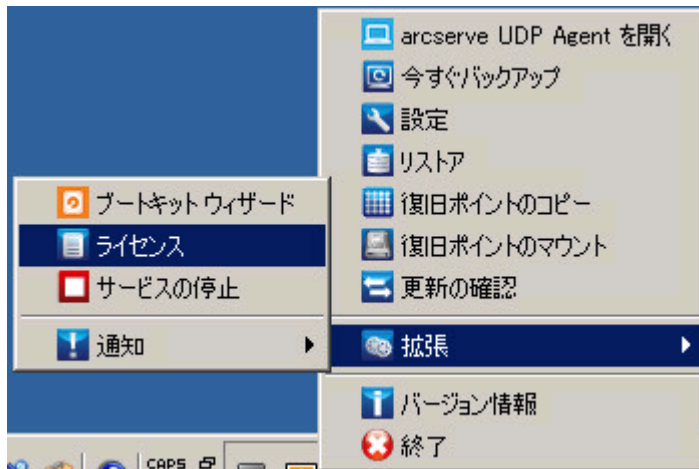 arcserve UDP Agent を開く
今すぐバックアップ
設定
リストア
復旧ポイントのコピー
復旧ポイントのマウント
更新の確認
拡張
バージョン情報
終了
ブートキット ウィザード
ライセンス
サービスの停止
通知
CAPS